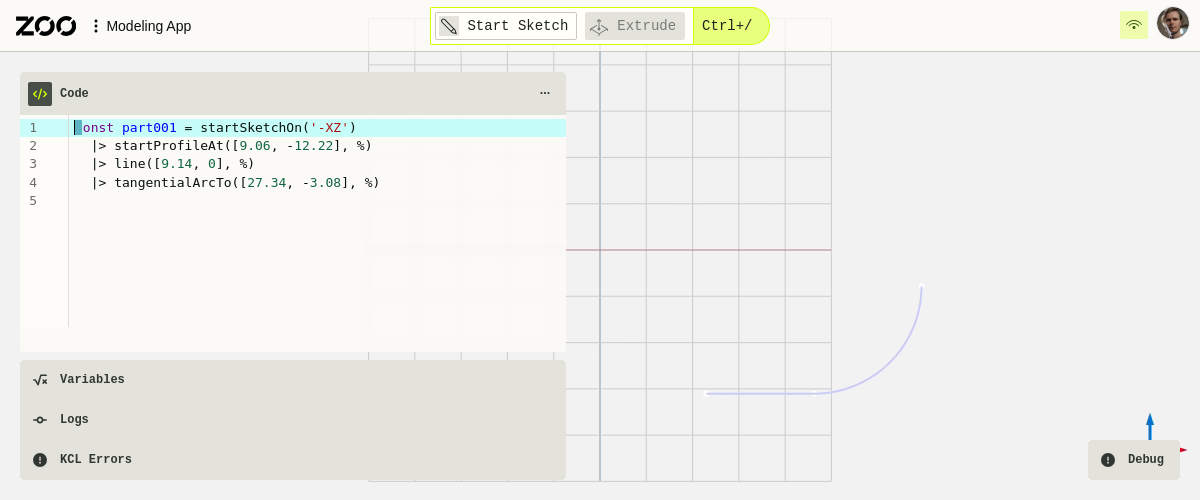 ZOO
Modeling App
Start Sketch
Extrude
Ctrl+/
Code
1 const part001 = startSketchOn('-XZ')
2 |> startProfileAt([9.06, -12.22], %)
3 |> line([9.14, 0], %)
4 |> tangentialArcTo([27.34, -3.08], %)
5
Variables
Logs
KCL Errors
Debug